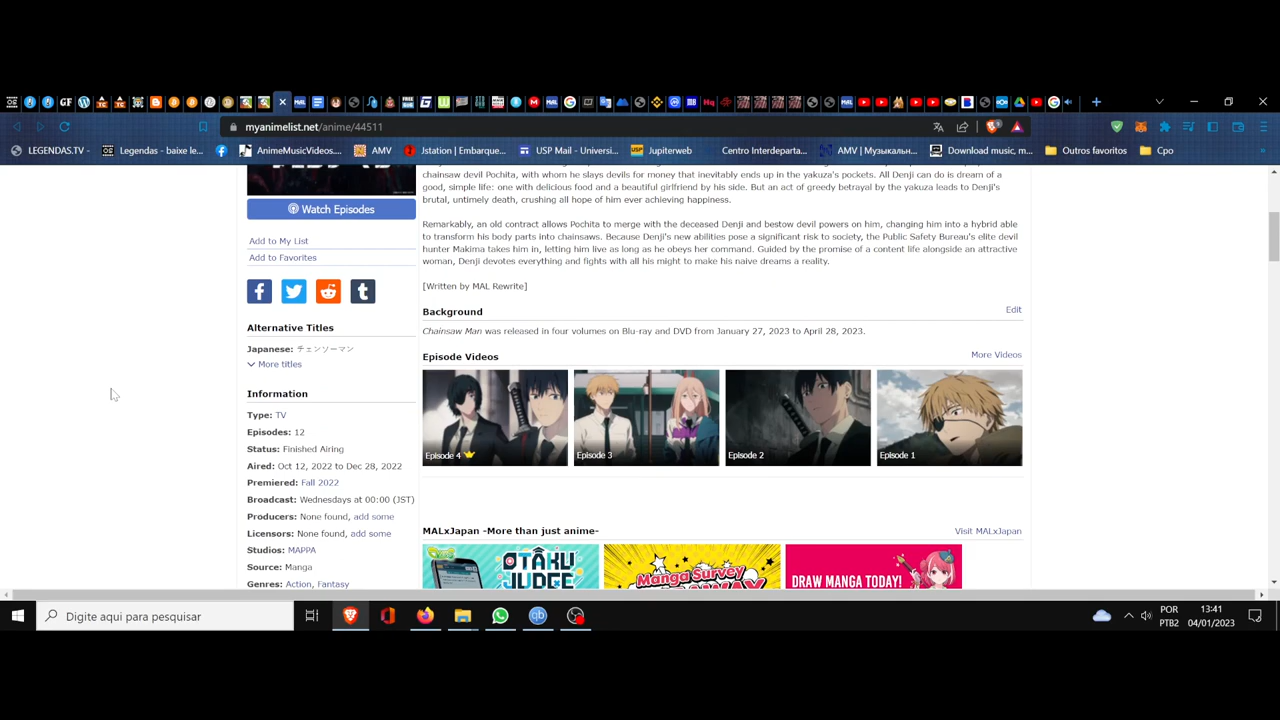 myanimelist.net/anime/44511
LEGENDAS.TV -
Legendas - baixe le...
AnimeMusicVideos....
AMV
Jstation | Embarque...
USP Mail - Universi...
Jupiterweb
Centro Interdeparta...
AMV | Музыкальн...
Download music, m...
Outros favoritos
Cpo
chainsaw devil Pochita, with whom he slays devils for money that inevitably ends up in the yakuza's pockets. All Denji can do is dream of a
good, simple life: one with delicious food and a beautiful girlfriend by his side. But an act of greedy betrayal by the yakuza leads to Denji's
brutal, untimely death, crushing all hope of him ever achieving happiness.
Remarkably, an old contract allows Pochita to merge with the deceased Denji and bestow devil powers on him, changing him into a hybrid able
to transform his body parts into chainsaws. Because Denji's new abilities pose a significant risk to society, the Public Safety Bureau's elite devil
hunter Makima takes him in, letting him live as long as he obeys her command. Guided by the promise of a content life alongside an attractive
woman, Denji devotes everything and fights with all his might to make his naive dreams a reality.
[Written by MAL Rewrite]
Background
Edit
Chainsaw Man was released in four volumes on Blu-ray and DVD from January 27, 2023 to April 28, 2023.
Episode Videos
More Videos
Episode 4
Episode 3
Episode 2
Episode 1
MALxJapan -More than just anime-
Visit MALxJapan
OTAKU
JUDGE
Manga Survey
DRAW MANGA TODAY!
Watch Episodes
Add to My List
Add to Favorites
Alternative Titles
Japanese: チェンソーマン
More titles
Information
Type: TV
Episodes: 12
Status: Finished Airing
Aired: Oct 12, 2022 to Dec 28, 2022
Premiered: Fall 2022
Broadcast: Wednesdays at 00:00 (JST)
Producers: None found, add some
Licensors: None found, add some
Studios: MAPPA
Source: Manga
Genres: Action, Fantasy
Digite aqui para pesquisar
POR
PTB2
13:41
04/01/2023